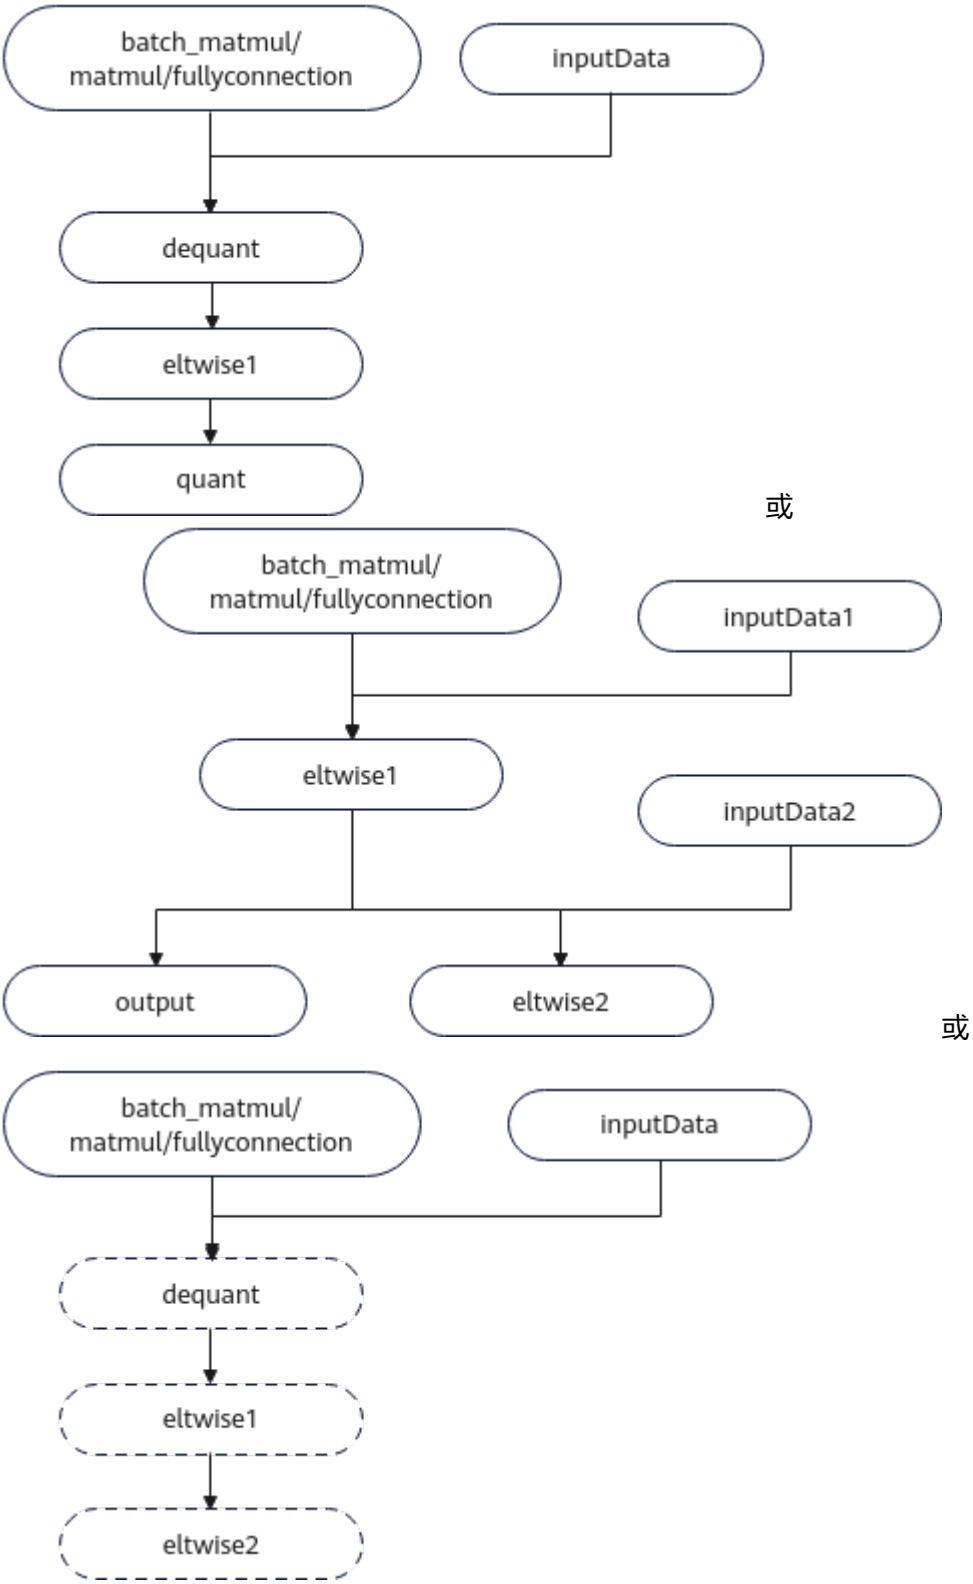 batch_matmul/
matmul/fullyconnection
inputData
dequant
eltwise1
quant
或
batch_matmul/
matmul/fullyconnection
inputData1
eltwise1
inputData2
output
eltwise2
或
batch_matmul/
matmul/fullyconnection
inputData
dequant
eltwise1
eltwise2